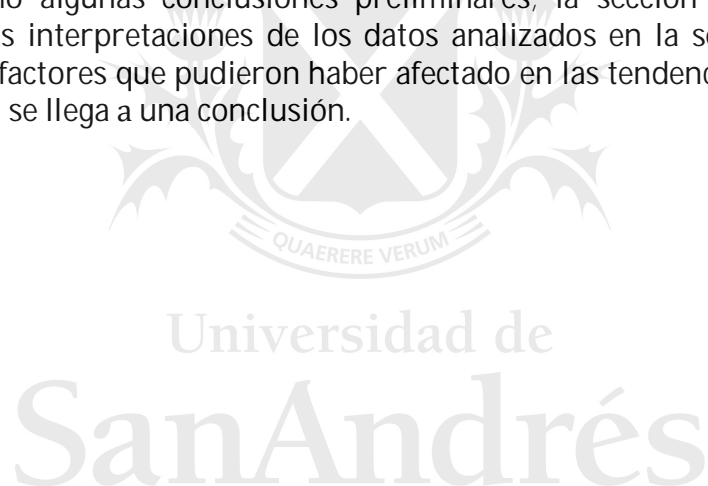 algunas conclusiones preliminares, la sección
interpretaciones de los datos analizados en la
factores que pudieron haber afectado en las
se llega a una conclusión.
QUAERERE VERUM
Universidad de
SanAndrés